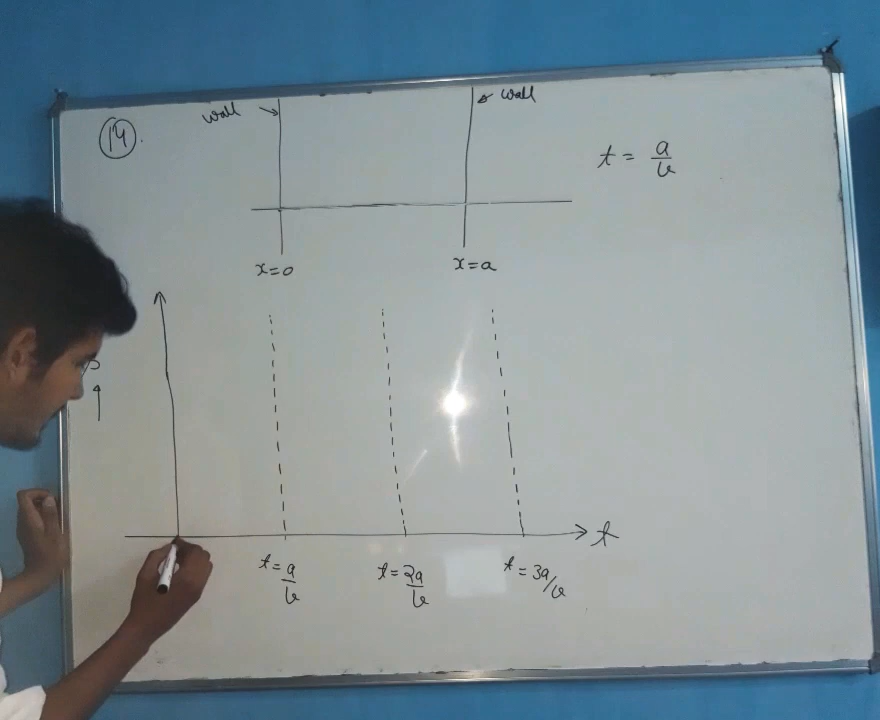 14.
wall
wall
t = a/v
x=0
x=a
t
t = a/v
t = 2a/v
t = 3a/v